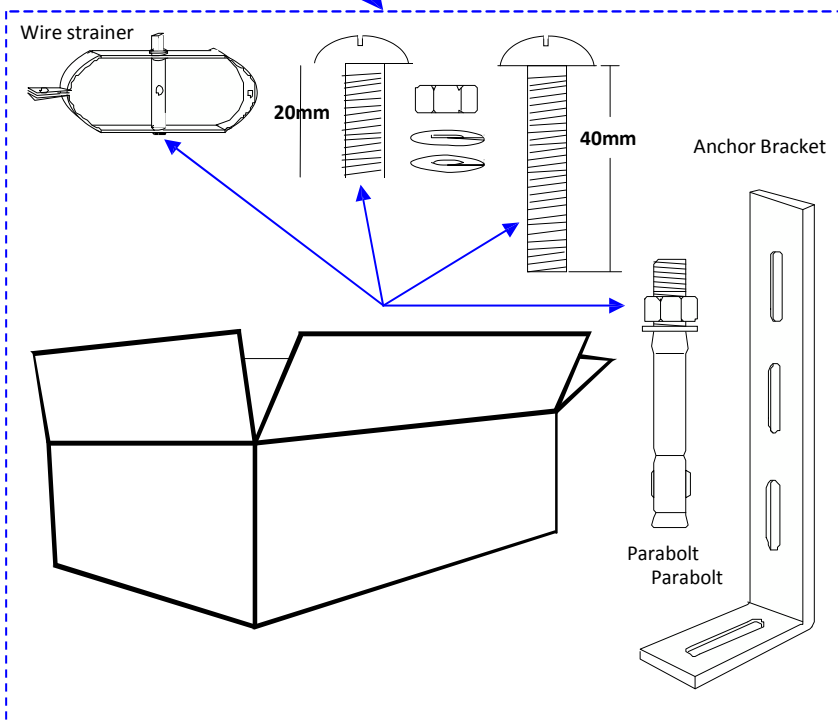 Wire strainer
20mm
40mm
Anchor Bracket
Parabolt
Parabolt